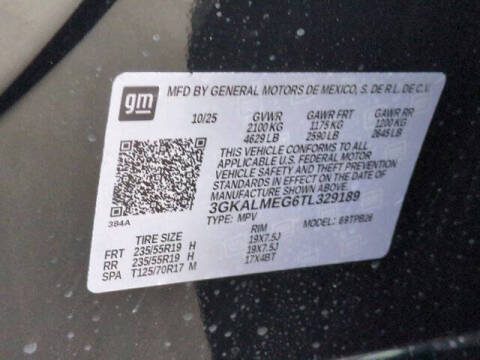 gm
MFD BY GENERAL MOTORS DE MEXICO, S. DE R.L. DE C.V.
10/25 GVWR GAWR FRT GAWR RR
2100 KG 1175 KG 1200 KG
4629 LB 2590 LB 2645 LB
THIS VEHICLE CONFORMS TO ALL
APPLICABLE U.S. FEDERAL MOTOR
VEHICLE SAFETY AND THEFT PREVENTION
STANDARDS IN EFFECT ON THE DATE OF
MANUFACTURE SHOWN ABOVE.
3GKALMEG6TL329189
TYPE: MPV MODEL: 69TPB26
384A
TIRE SIZE RIM
FRT 235/55R19 H 19X7.5J
RR 235/55R19 H 19X7.5J
SPA T125/70R17 M 17X4BT